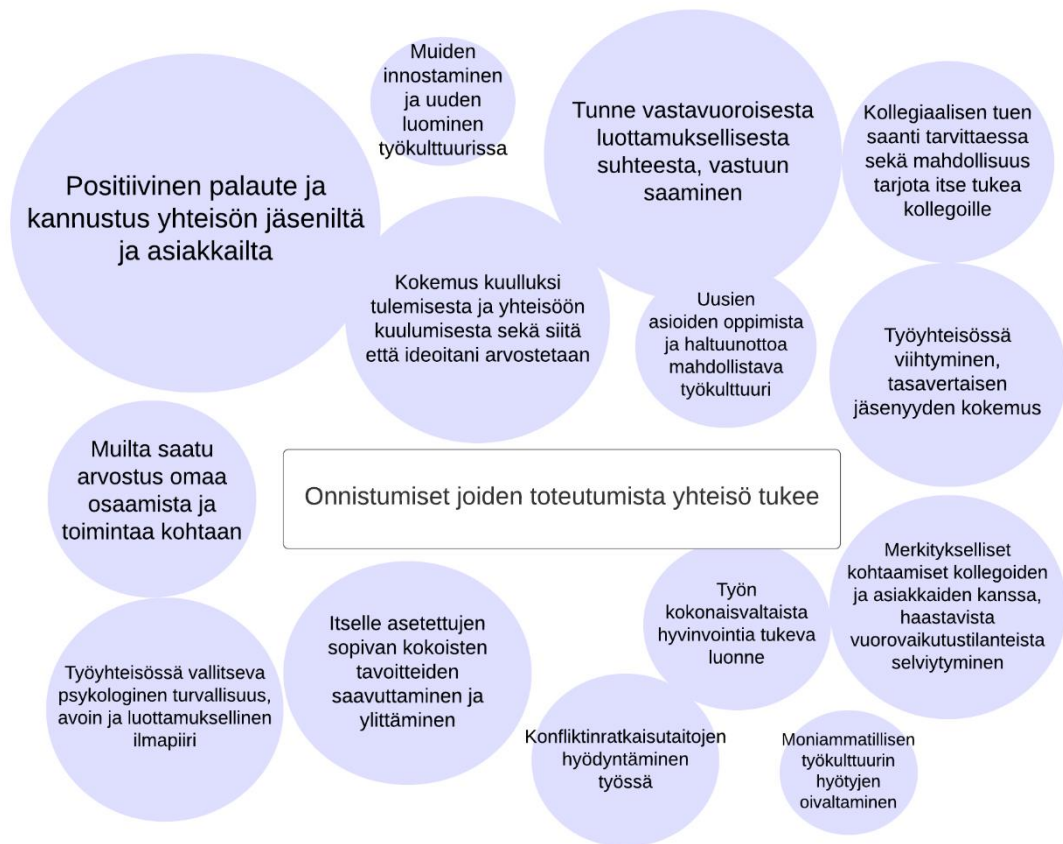 Muiden
innostaminen
ja uuden
luominen
työkulttuurissa
Positiivinen palaute ja
kannustus yhteisön jäseniltä
ja asiakkailta
Tunne vastavuoroisesta
luottamuksellisesta
suhteesta, vastuun
saaminen
Kollegiaalisen tuen
saanti tarvittaessa
sekä mahdollisuus
tarjota itse tukea
kollegoille
Kokemus kuulluksi
tulemisesta ja yhteisöön
kuulumisesta sekä siitä
että ideoitani arvostetaan
Uusien
asioiden oppimista
ja haltuunottoa
mahdollistava
työkulttuuri
Työyhteisössä
viihtyminen,
tasavertaisen
jäsenyyden kokemus
Muilta saatu
arvostus omaa
osaamista ja
toimintaa kohtaan
Onnistumiset joiden toteutumista yhteisö tukee
Merkitykselliset
kohtaamiset kollegoiden
ja asiakkaiden kanssa,
haastavista
vuorovaikutustilanteista
selviytyminen
Työn
kokonaisvaltaista
hyvinvointia tukeva
luonne
Itselle asetettujen
sopivan kokoisten
tavoitteiden
saavuttaminen ja
ylittäminen
Työyhteisössä vallitseva
psykologinen turvallisuus,
avoin ja luottamuksellinen
ilmapiiri
Konfliktinratkaisutaitojen
hyödyntäminen
työssä
Moniammatillisen
työkulttuurin
hyötyjen
oivaltaminen